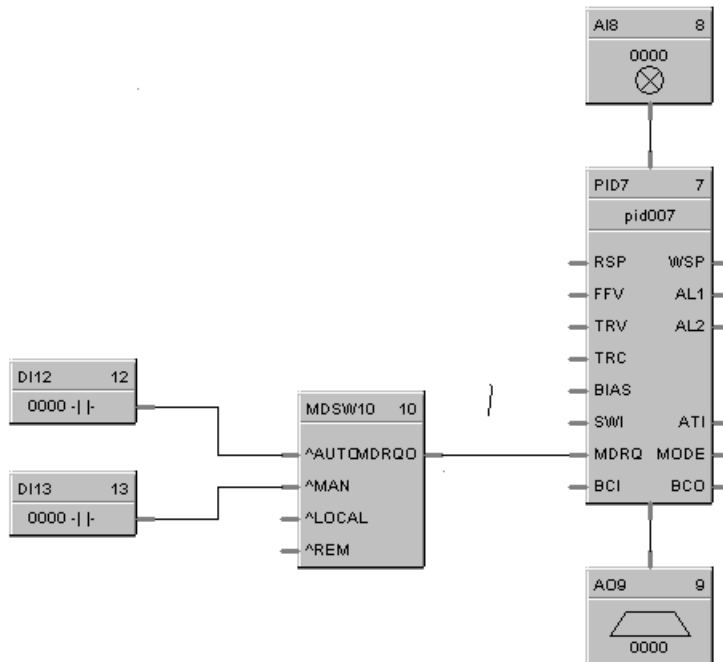 AI8 8
0000
PID7 7
pid007
RSP WSP
FFV AL1
TRV AL2
TRC
BIAS
SWI ATI
MDRQ MODE
BCI BCO
DI12 12
0000 -| |-
DI13 13
0000 -| |-
MDSW10 10
^AUTOMDRQO
^MAN
^LOCAL
^REM
AO9 9
0000